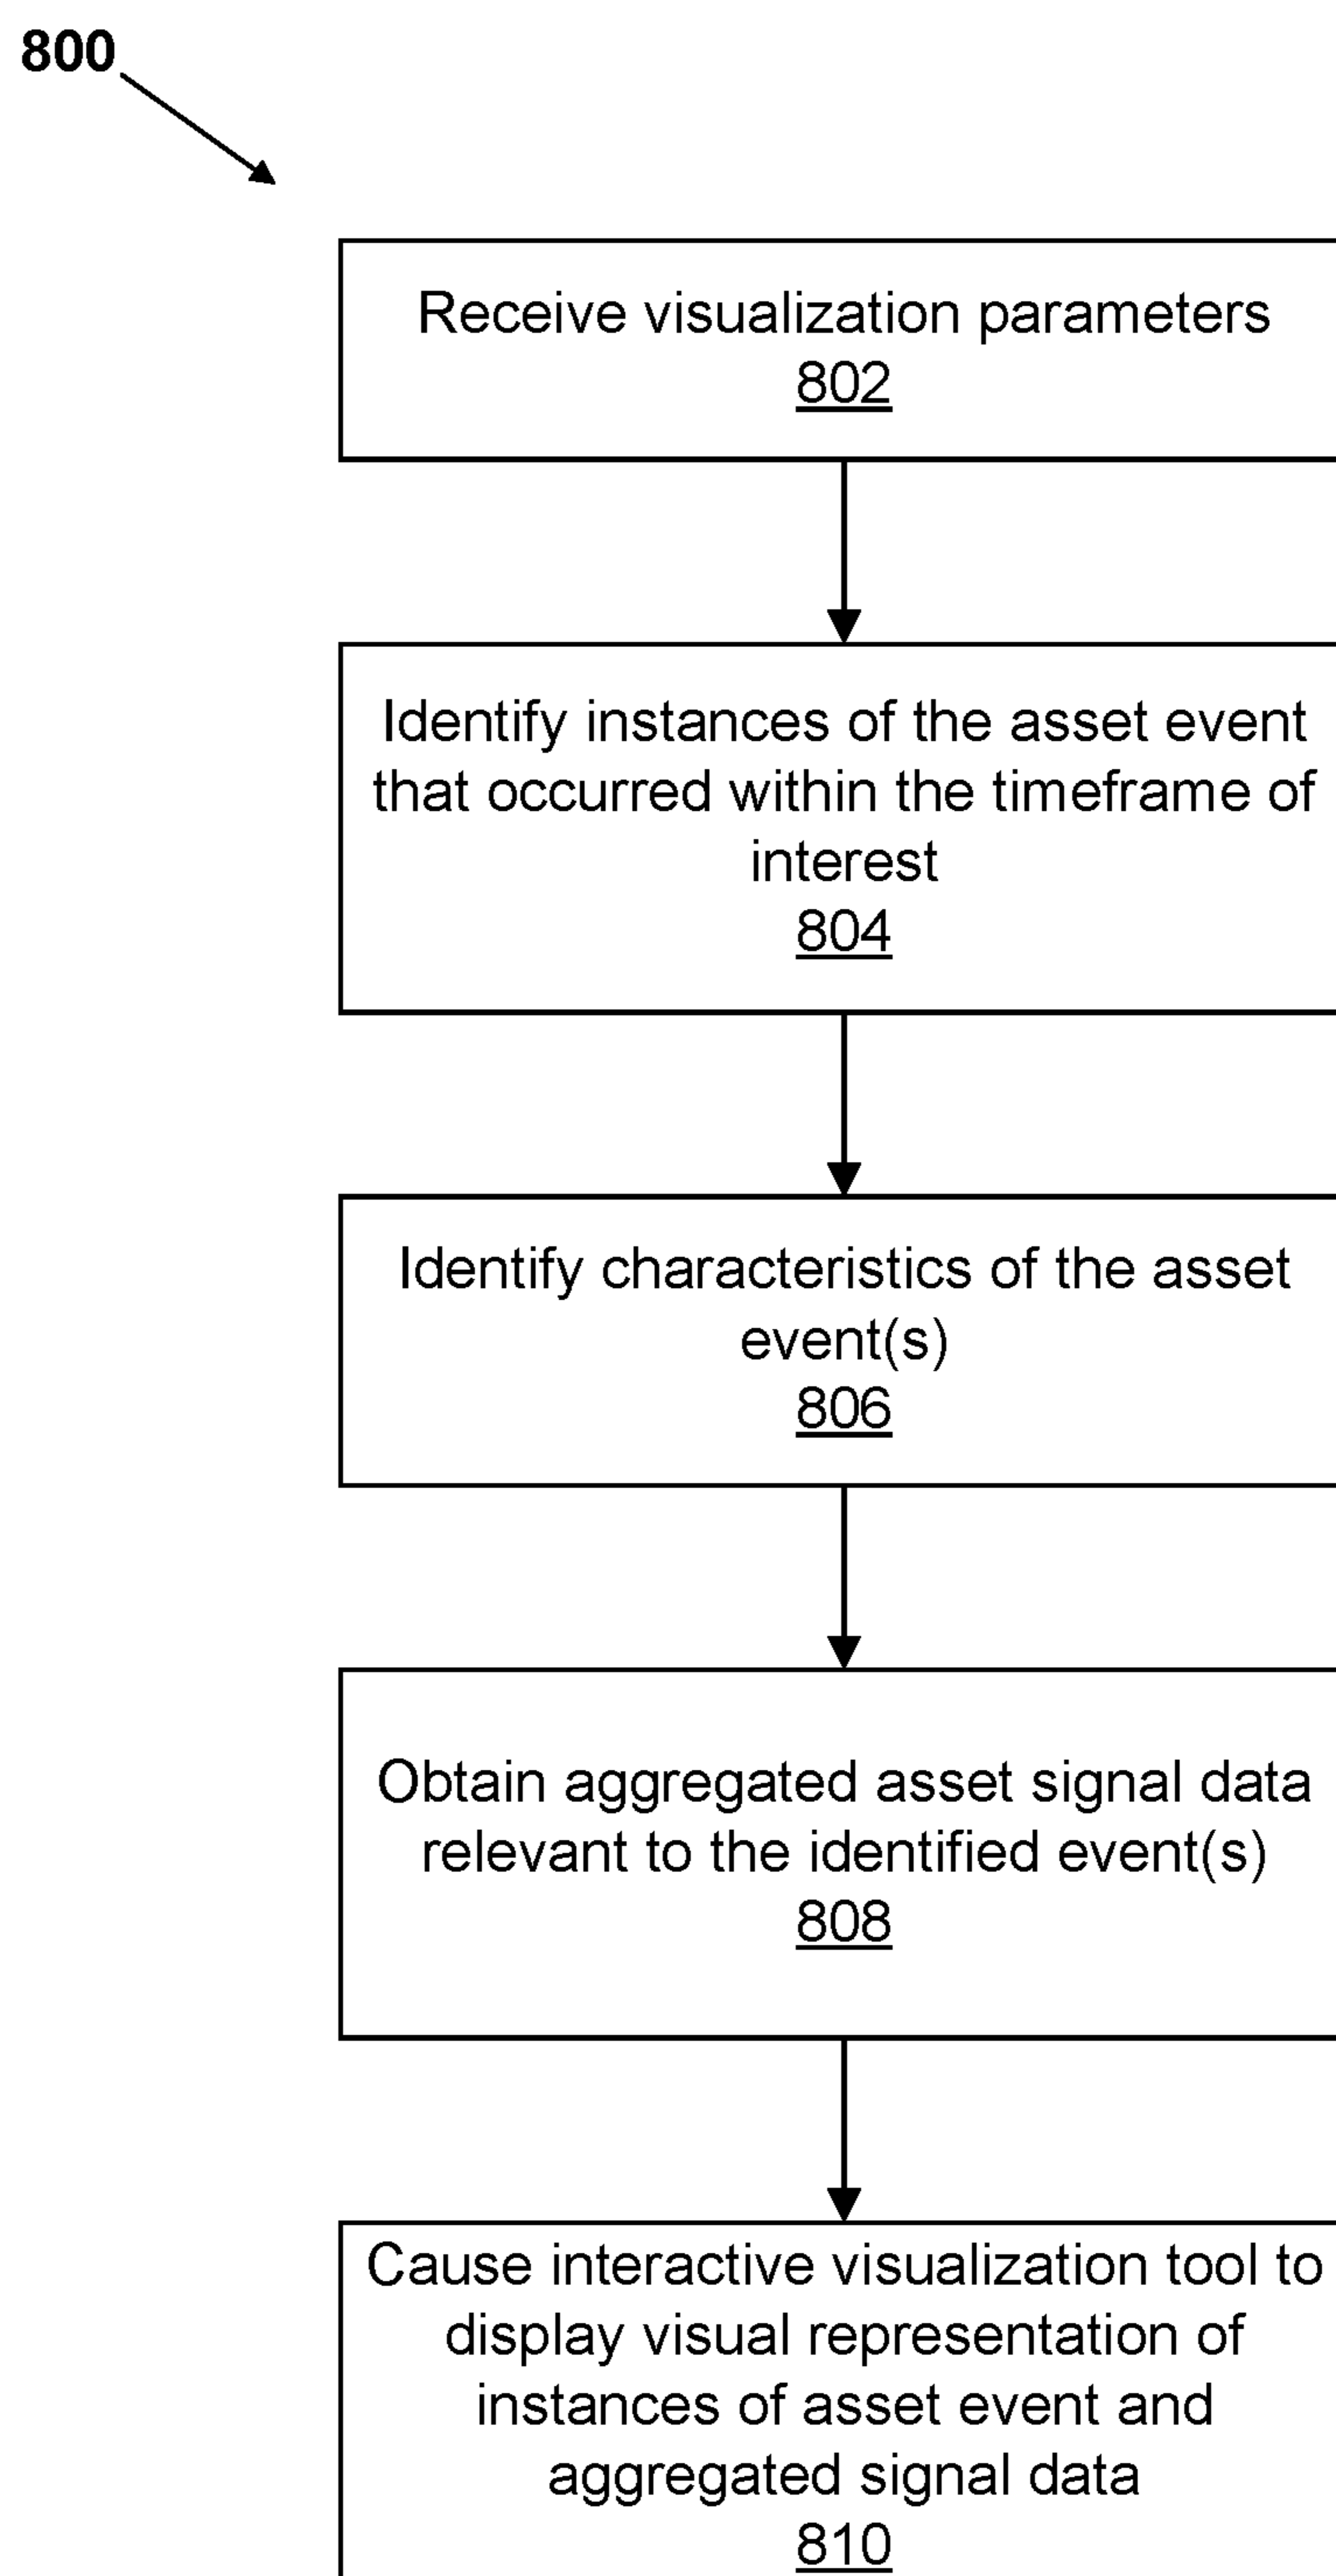 800
Receive visualization parameters
802
Identify instances of the asset event
that occurred within the timeframe of
interest
804
Identify characteristics of the asset
event(s)
806
Obtain aggregated asset signal data
relevant to the identified event(s)
808
Cause interactive visualization tool to
display visual representation of
instances of asset event and
aggregated signal data
810